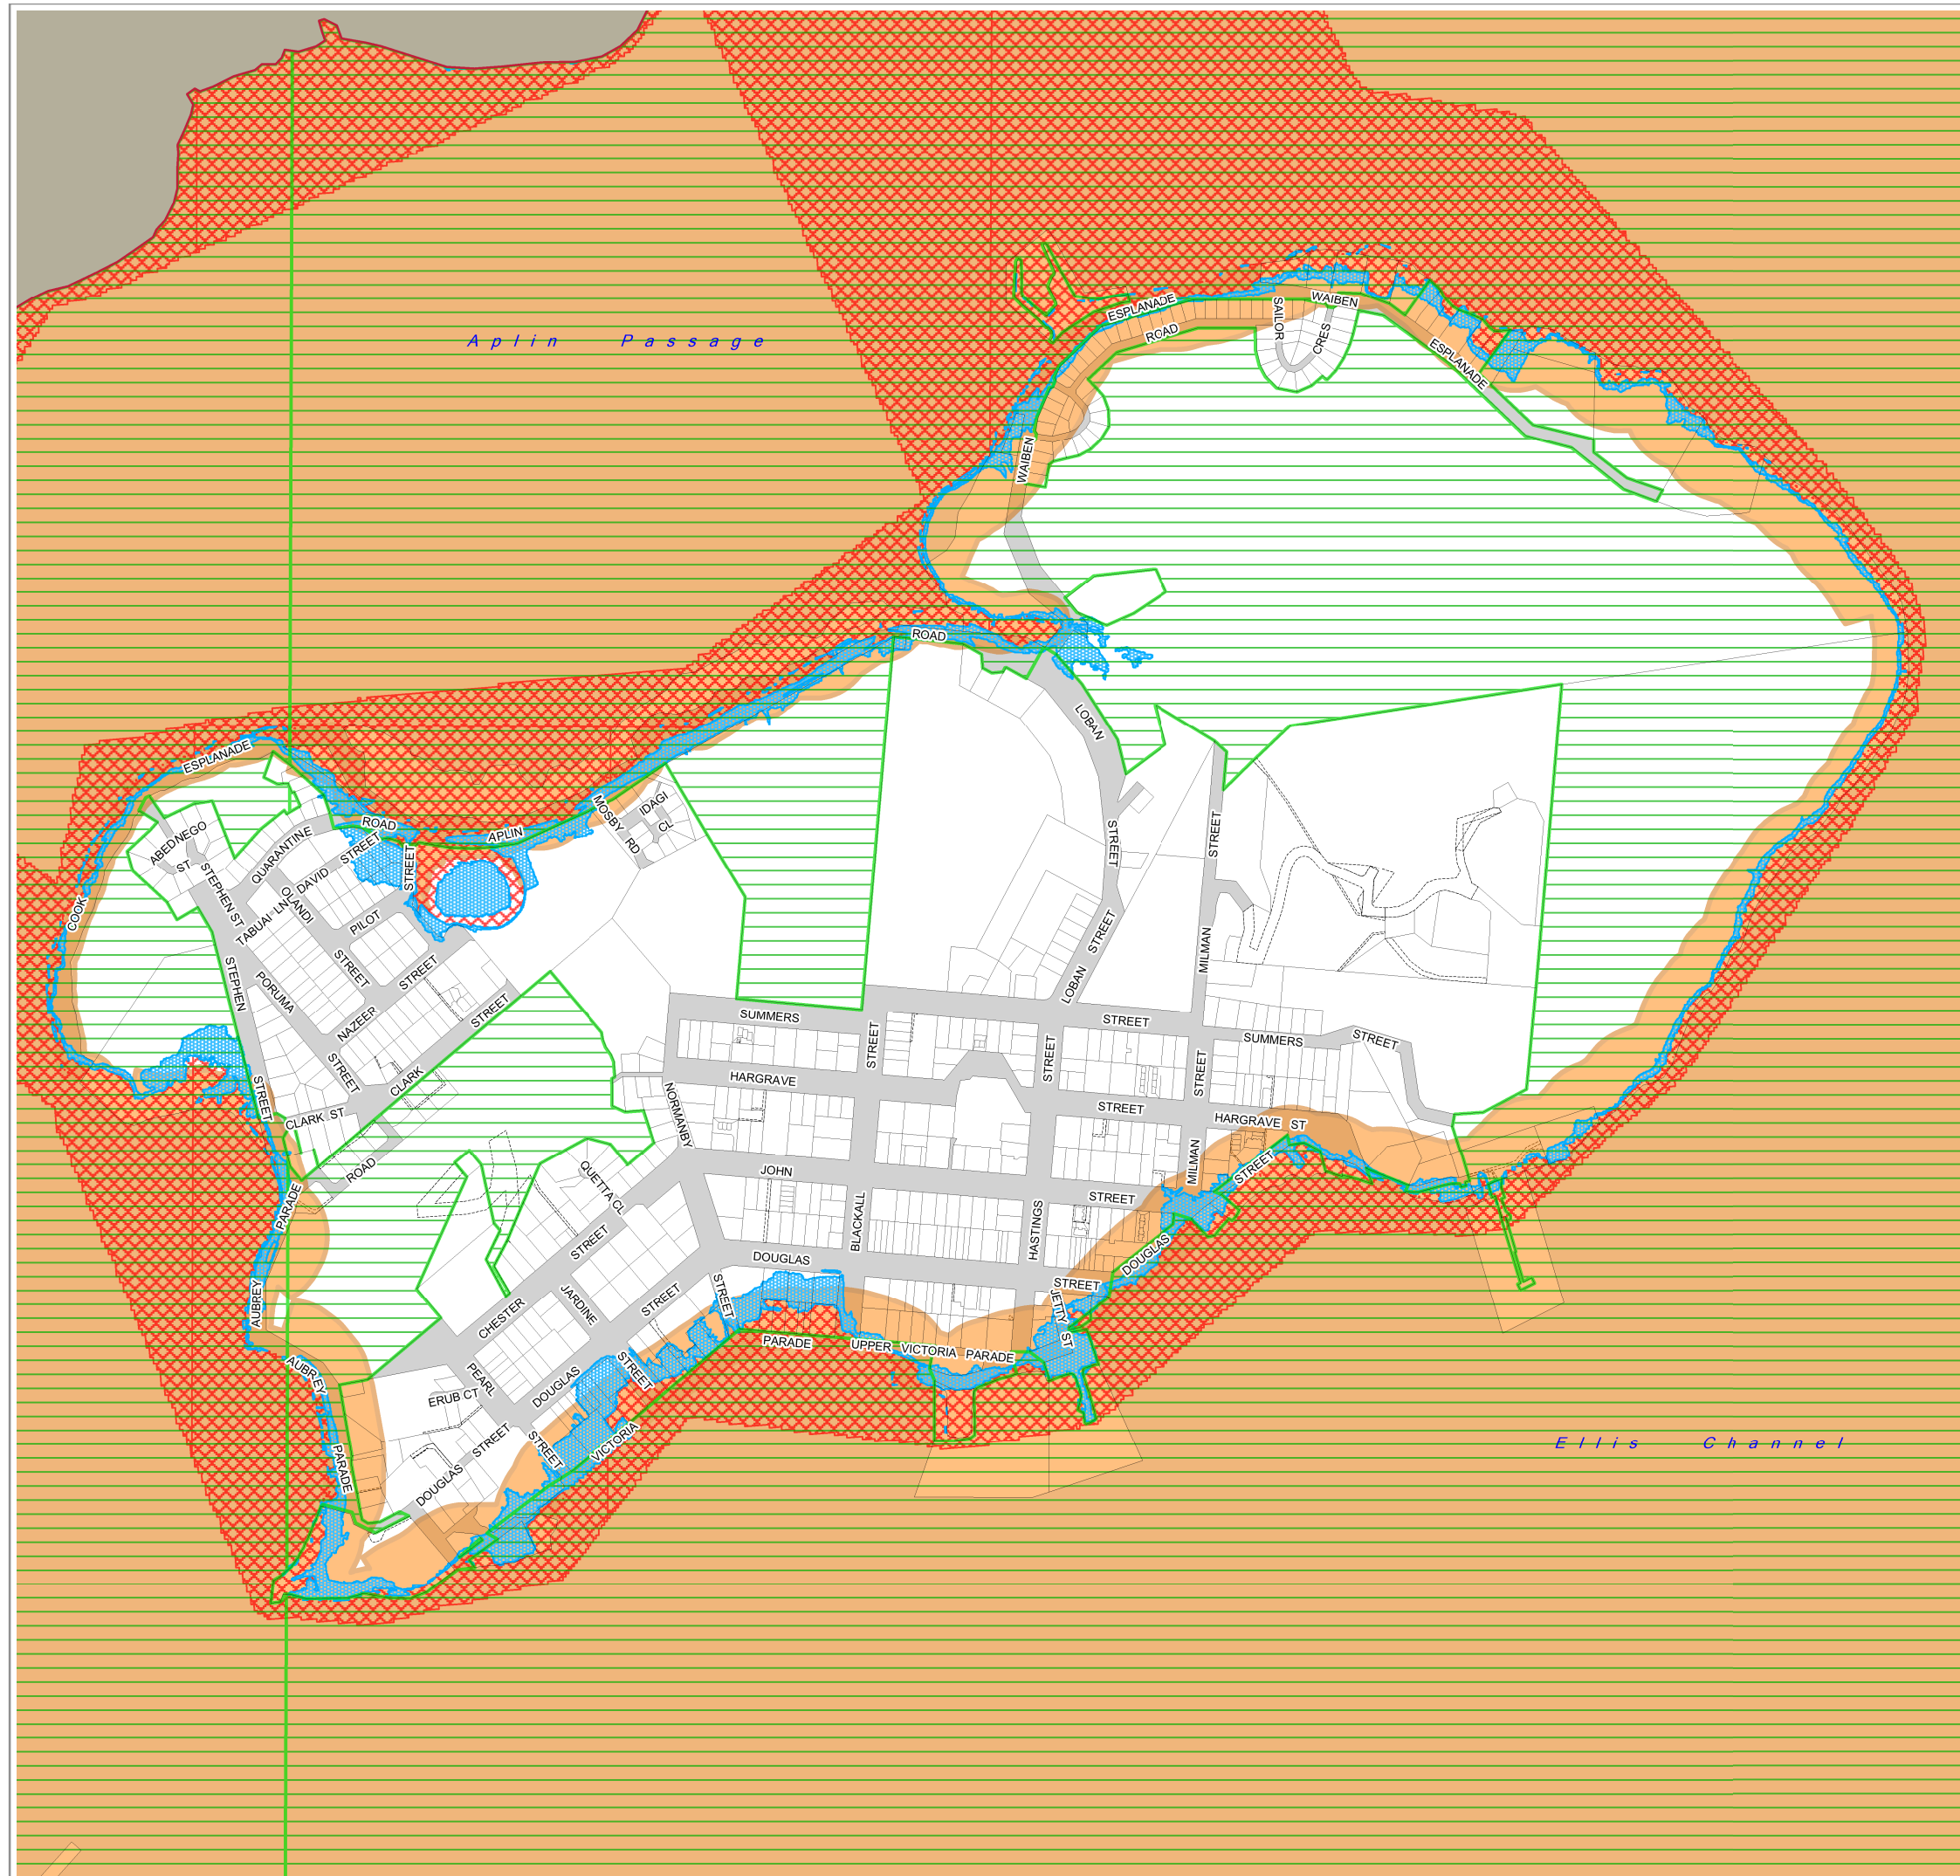 Aplin Passage
ESPLANADE
WAIBEN
ROAD
SAILOR
CRES
ESPLANADE
WAIBEN
ROAD
LOBAN
ESPLANADE
ROAD
APLIN
MOSBY
RD
IDAGI
CL
ABEDNEGO
ST
QUARANTINE
STREET
DAVID
STREET
STEPHEN ST
OLANDI
TABUAI LN
PILOT
COOK
STREET
STREET
STREET
MILMAN
LOBAN STREET
STEPHEN
PORUMA
STREET
NAZEER
STREET
STREET
CLARK
STREET
CLARK ST
ROAD
SUMMERS
STREET
STREET
STREET
SUMMERS
STREET
STREET
HARGRAVE
STREET
HARGRAVE ST
NORMANBY
JOHN
STREET
MILMAN
STREET
QUETTA CL
STREET
BLACKALL
HASTINGS
DOUGLAS
DOUGLAS
STREET
PARADE
AUBREY
CHESTER
JARDINE
STREET
STREET
JETTY ST
PARADE
UPPER VICTORIA PARADE
AUBREY
PEARL
STREET
ERUB CT
DOUGLAS
VICTORIA
STREET
STREET
PARADE
DOUGLAS
Ellis Channel